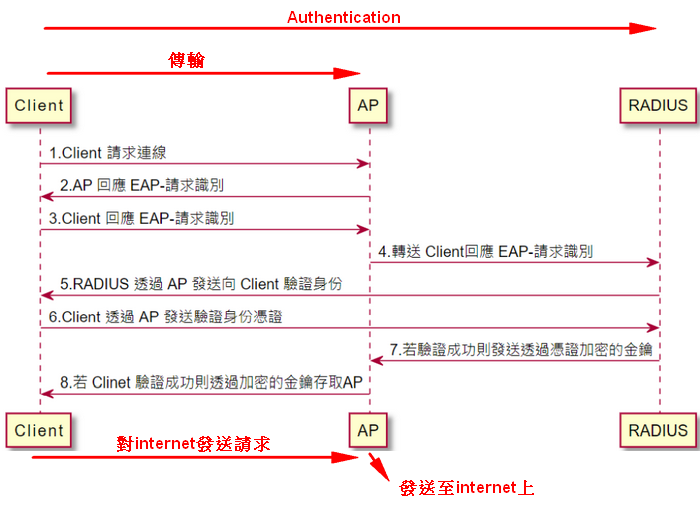 Authentication
傳輸
Client
AP
RADIUS
1.Client 請求連線
2.AP 回應 EAP-請求識別
3.Client 回應 EAP-請求識別
4.轉送 Client回應 EAP-請求識別
5.RADIUS 透過 AP 發送向 Client 驗證身份
6.Client 透過 AP 發送驗證身份憑證
7.若驗證成功則發送透過憑證加密的金鑰
8.若 Clinet 驗證成功則透過加密的金鑰存取AP
Client
AP
RADIUS
對internet發送請求
發送至internet上